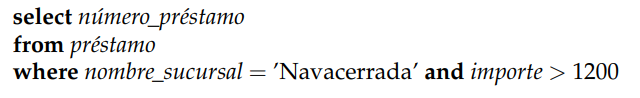 select número_préstamo
from préstamo
where nombre_sucursal = ’Navacerrada’ and importe > 1200